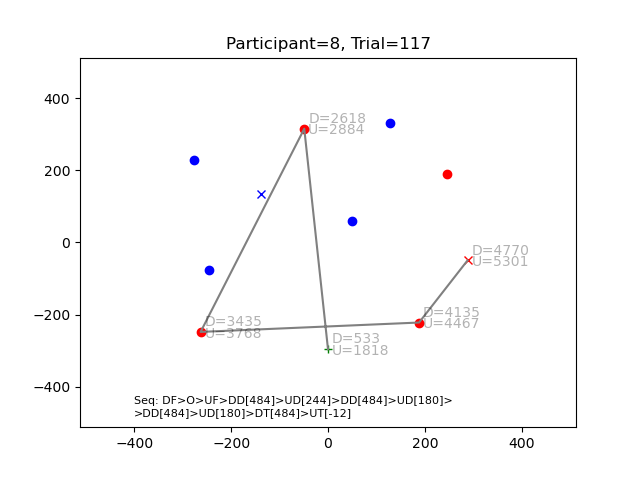 Participant=8, Trial=117
400
200
0
−200
−400
D=2618
U=2884
D=4770
U=5301
D=3435
U=3768
D=4135
U=4467
D=533
U=1818
Seq: DF>O>UF>DD[484]>UD[244]>DD[484]>UD[180]>
>DD[484]>UD[180]>DT[484]>UT[-12]
−400 −200 0 200 400